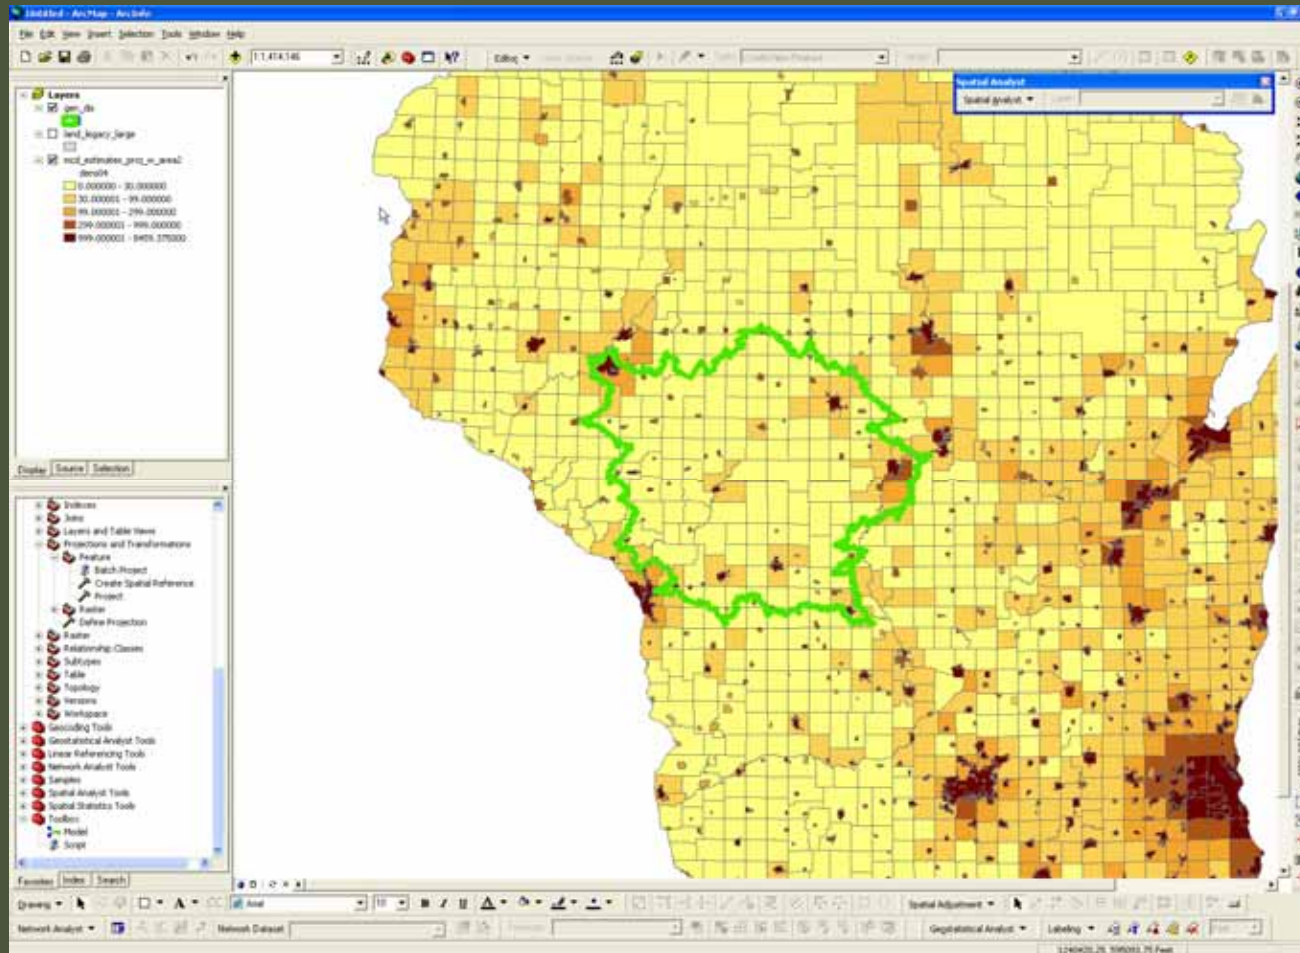 Untitled - ArcMap - ArcInfo
File Edit View Insert Selection Tools Window Help
1:1,414,146
Editor
Spatial Analyst
Spatial Analyst
Layers
land_legacy_large
mcd_estimates_proj_w_area2
dens04
0.000000 - 30.000000
30.000001 - 99.000000
99.000001 - 299.000000
299.000001 - 999.000000
999.000001 - 8459.375000
Display Source Selection
Indexes
Joins
Layers and Table Views
Projections and Transformations
Feature
Batch Project
Create Spatial Reference
Project
Raster
Define Projection
Raster
Relationship Classes
Subtypes
Table
Topology
Versions
Workspace
Geocoding Tools
Geostatistical Analyst Tools
Linear Referencing Tools
Network Analyst Tools
Samples
Spatial Analyst Tools
Spatial Statistics Tools
Toolbox
Model
Script
Favorites Index Search
Drawing A Arial 10 B I U A Spatial Adjustment
Network Analyst Network Dataset Geostatistical Analyst Labeling